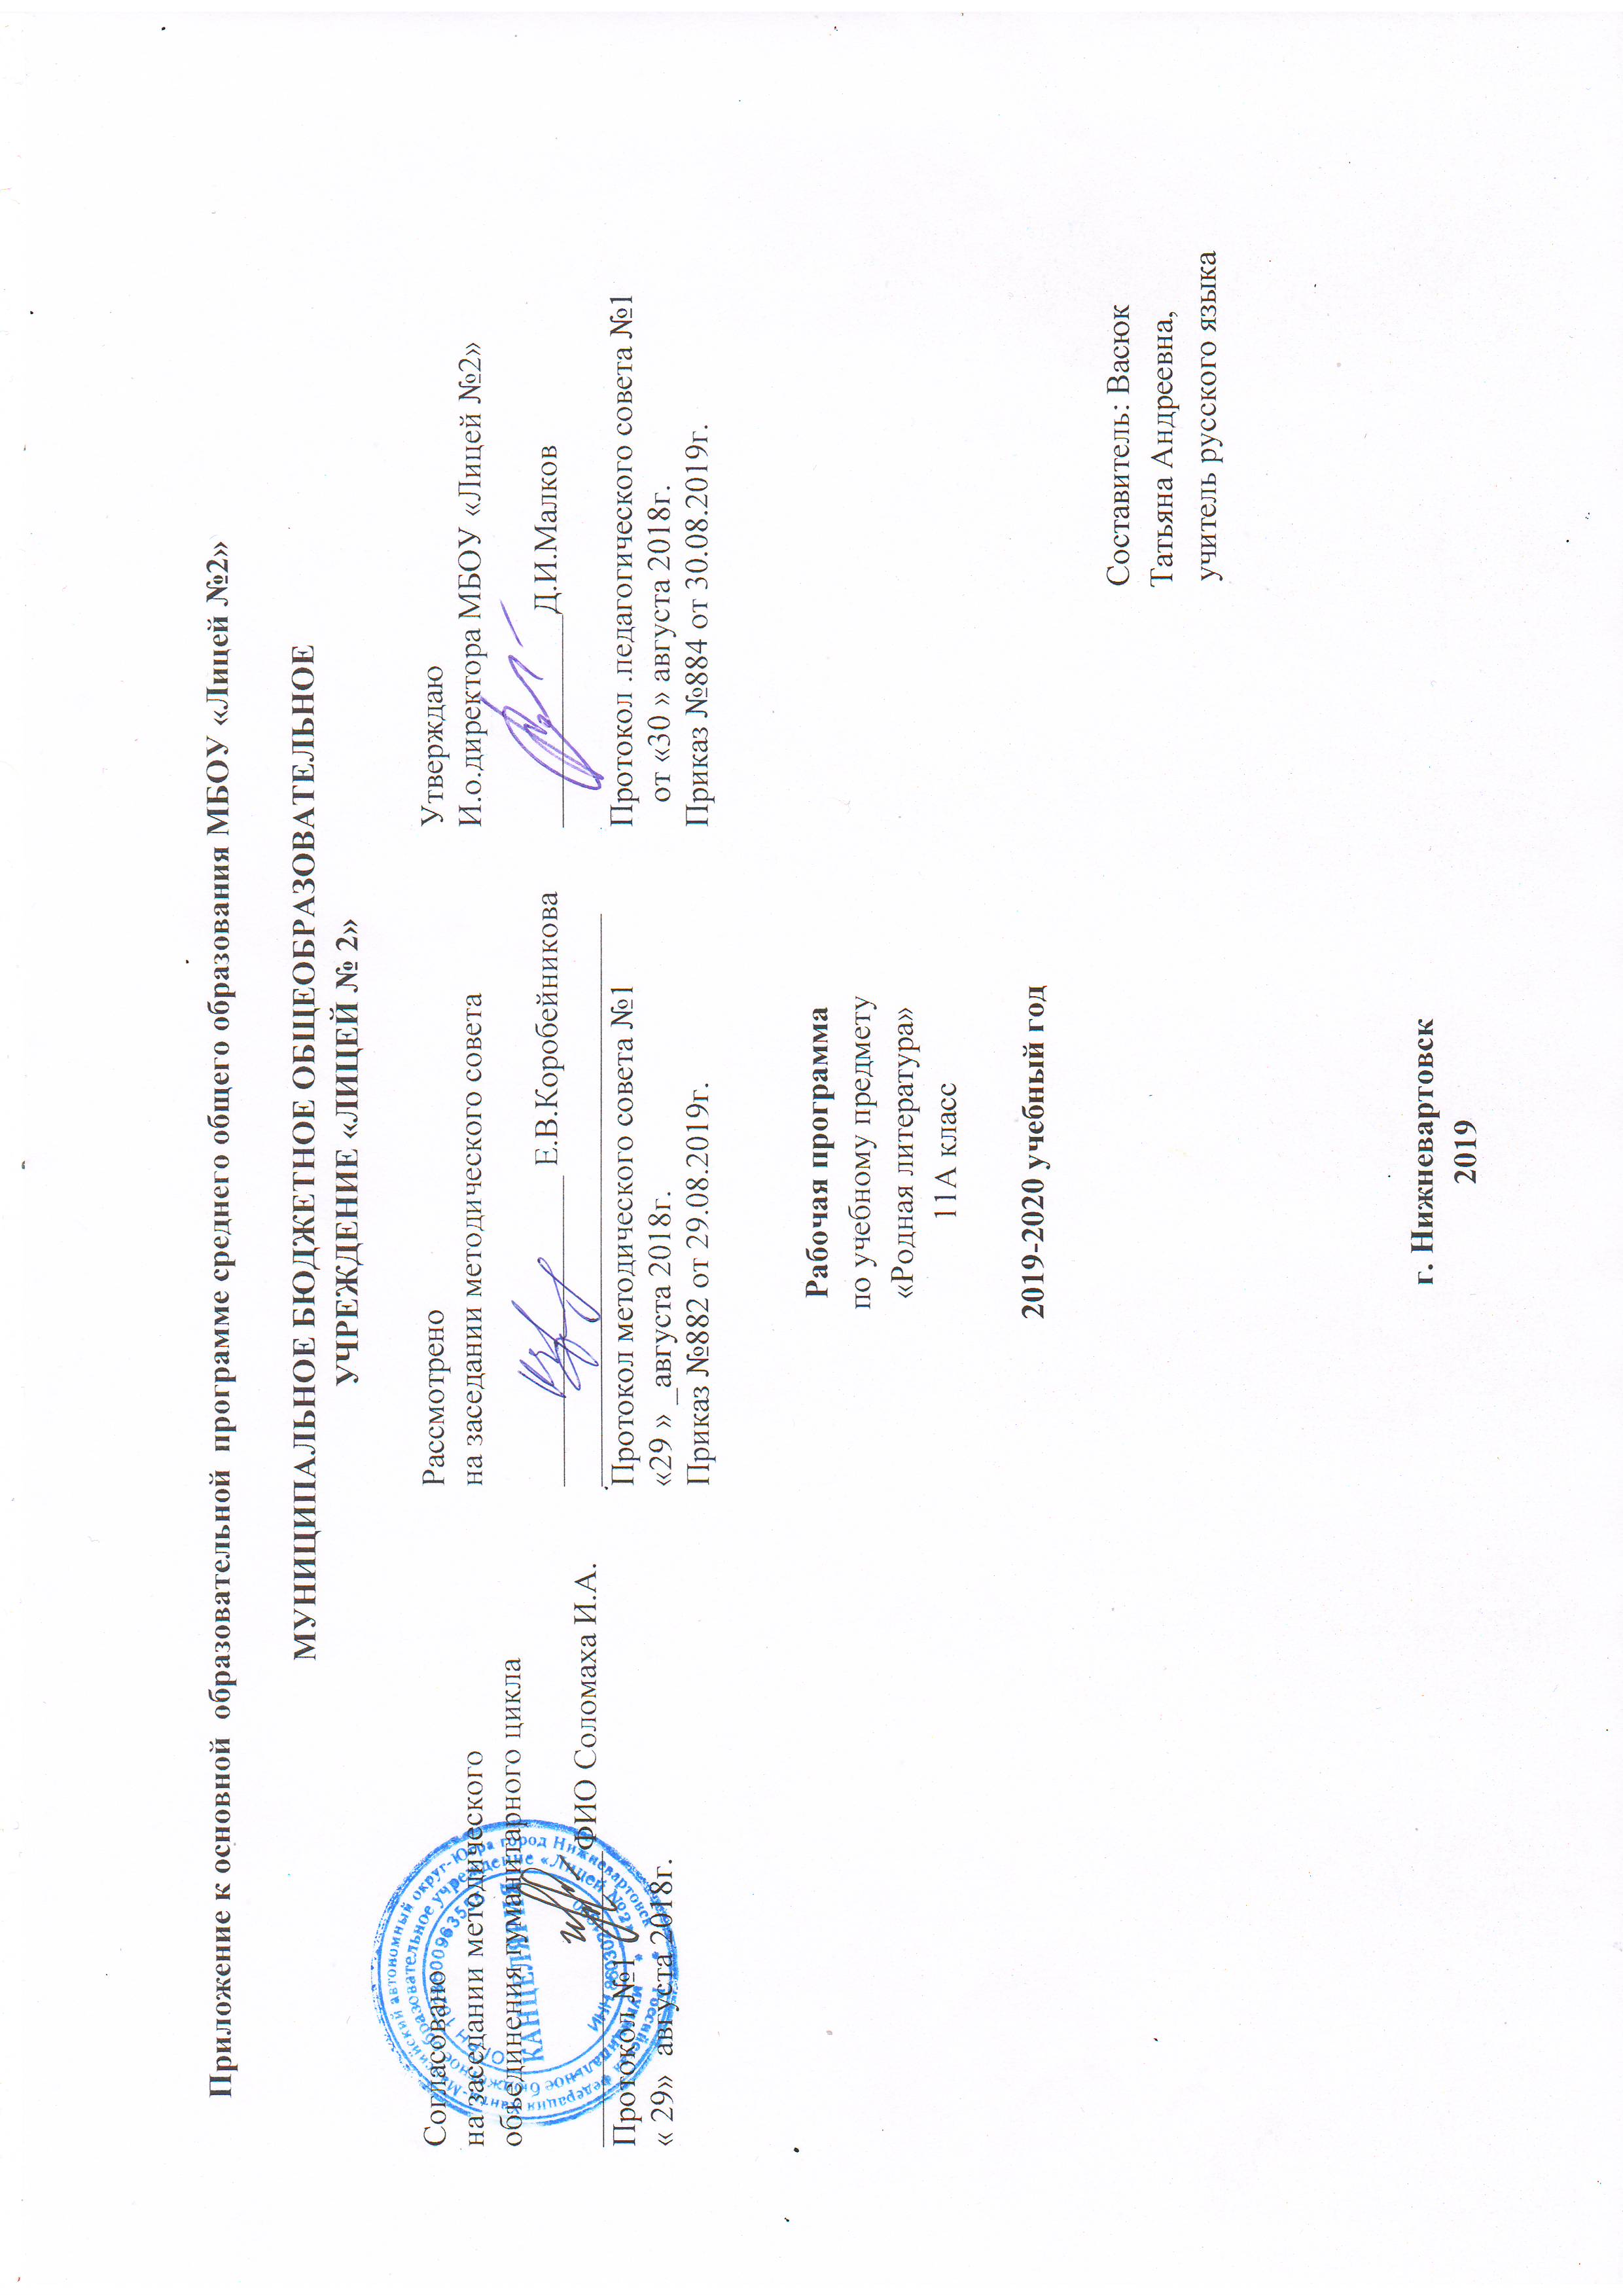 Приложение к основной образовательной программе среднего общего образования МБОУ «Лицей №2»
МУНИЦИПАЛЬНОЕ БЮДЖЕТНОЕ ОБЩЕОБРАЗОВАТЕЛЬНОЕ
УЧРЕЖДЕНИЕ «ЛИЦЕЙ № 2»
Согласовано
на заседании методического
объединения гуманитарного цикла
ФИО Соломаха И.А.
Протокол №1
« 29» августа 2018г.
КАНЦЕЛЯРИЯ
Рассмотрено
на заседании методического совета
Е.В.Коробейникова
Протокол методического совета №1
«29 » _августа 2018г.
Приказ №882 от 29.08.2019г.
Утверждаю
И.о.директора МБОУ «Лицей №2»
Д.И.Малков
Протокол .педагогического совета №1
от «30 » августа 2018г.
Приказ №884 от 30.08.2019г.
Рабочая программа
по учебному предмету
«Родная литература»
11А класс
2019-2020 учебный год
Составитель: Васюк
Татьяна Андреевна,
учитель русского языка
г. Нижневартовск
2019